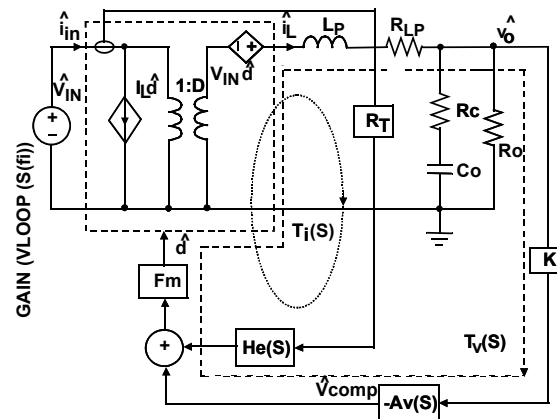 î_in
î_L
L_P
R_LP
v̂_o
V̂_IN
I_L d̂
1:D
V_IN d̂
R_T
Rc
Ro
Co
T_i(S)
d̂
K
Fm
T_v(S)
+
He(S)
V̂comp
-Av(S)
GAIN (VLOOP (S(fi))